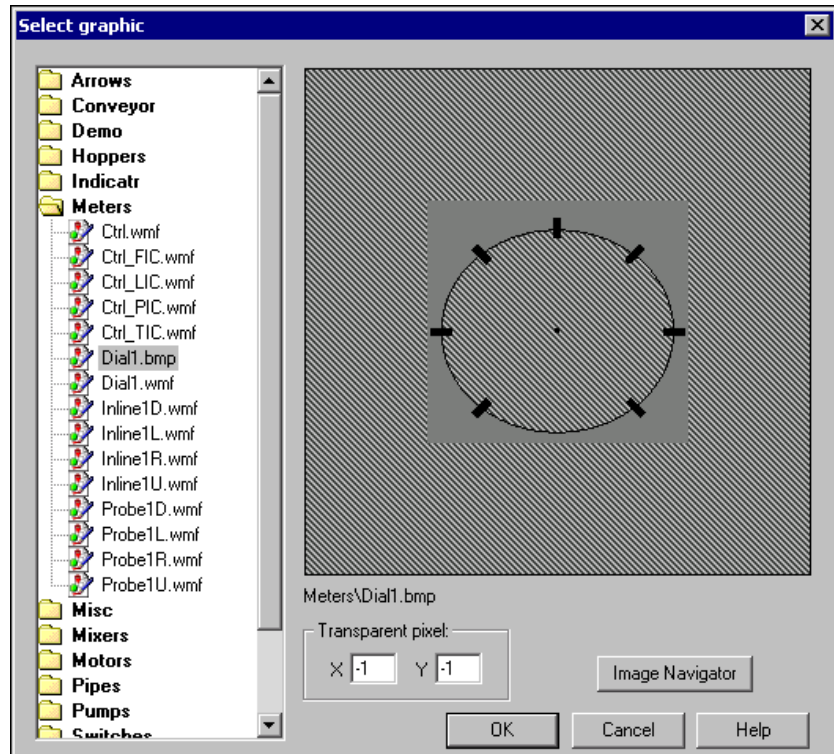 Select graphic
Arrows
Conveyor
Demo
Hoppers
Indicatr
Meters
Ctrl.wmf
Ctrl_FIC.wmf
Ctrl_LIC.wmf
Ctrl_PIC.wmf
Ctrl_TIC.wmf
Dial1.bmp
Dial1.wmf
Inline1D.wmf
Inline1L.wmf
Inline1R.wmf
Inline1U.wmf
Probe1D.wmf
Probe1L.wmf
Probe1R.wmf
Probe1U.wmf
Misc
Mixers
Motors
Pipes
Pumps
Switches
Meters\Dial1.bmp
Transparent pixel:
X -1 Y -1
Image Navigator
OK Cancel Help